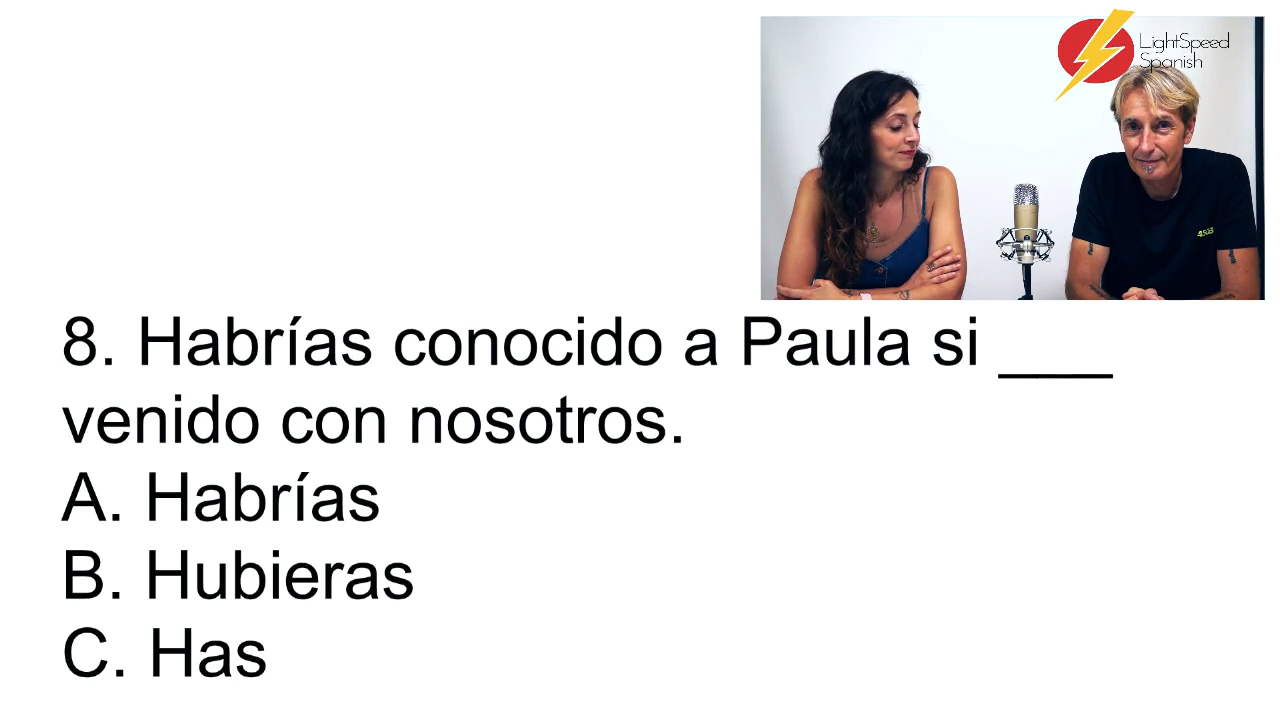 LightSpeed
Spanish
8. Habrías conocido a Paula si ___
venido con nosotros.
A. Habrías
B. Hubieras
C. Has